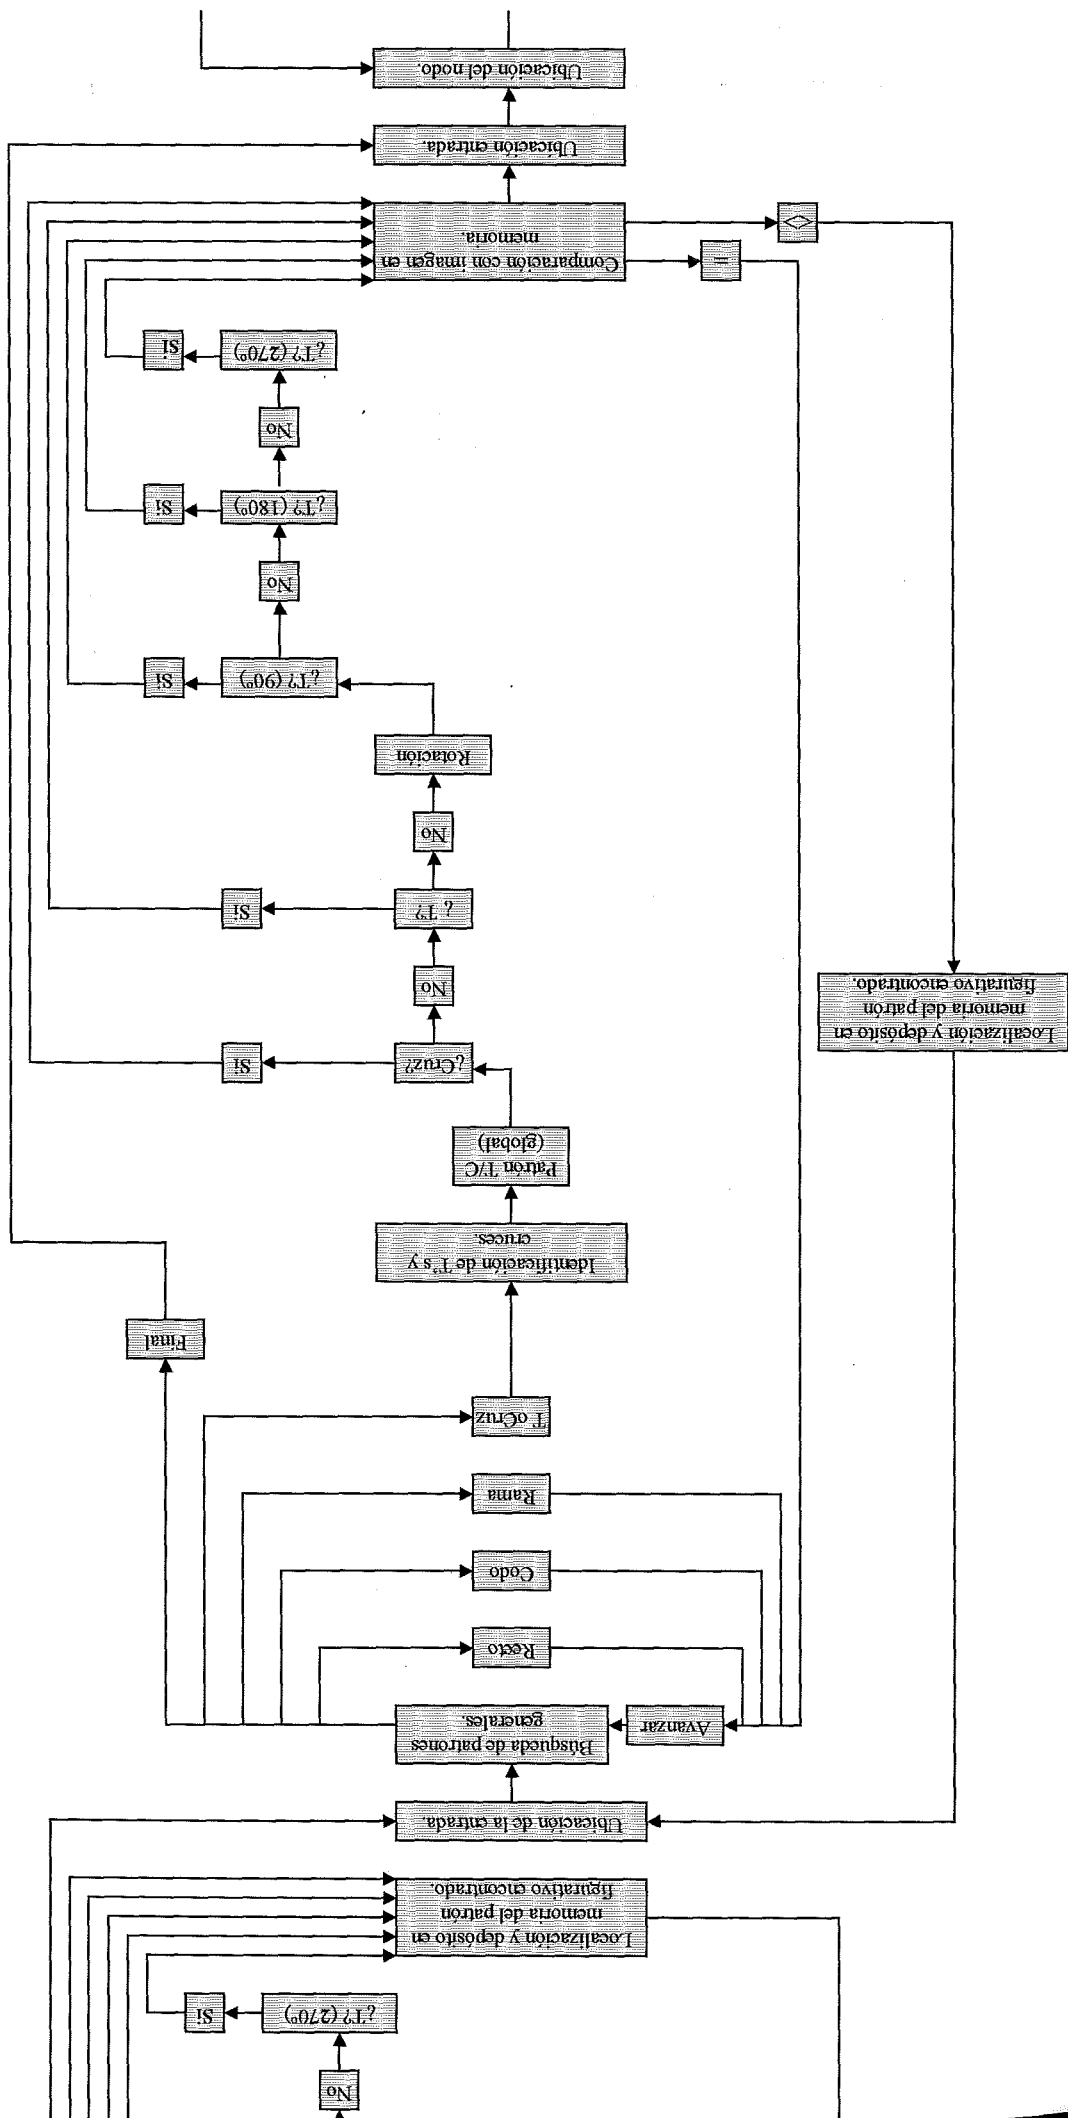 No
¿T? (270º)
Si
Localización y depósito en
memoria del patrón
figurativo encontrado.
Ubicación de la entrada.
Avanzar
Búsqueda de patrones
generales.
Recto
Codo
Rama
T oCruz
Final
Identificación de T's y
cruces.
Patrón T/C
(global)
¿Cruz?
Si
Localización y depósito en
memoria del patrón
figurativo encontrado.
No
¿ T?
Si
No
Rotación
¿T? (90º)
Si
No
¿T? (180º)
Si
No
¿T? (270º)
Si
=
Comparación con imagen en
memoria.
<>
Ubicación entrada.
Ubicación del nodo.